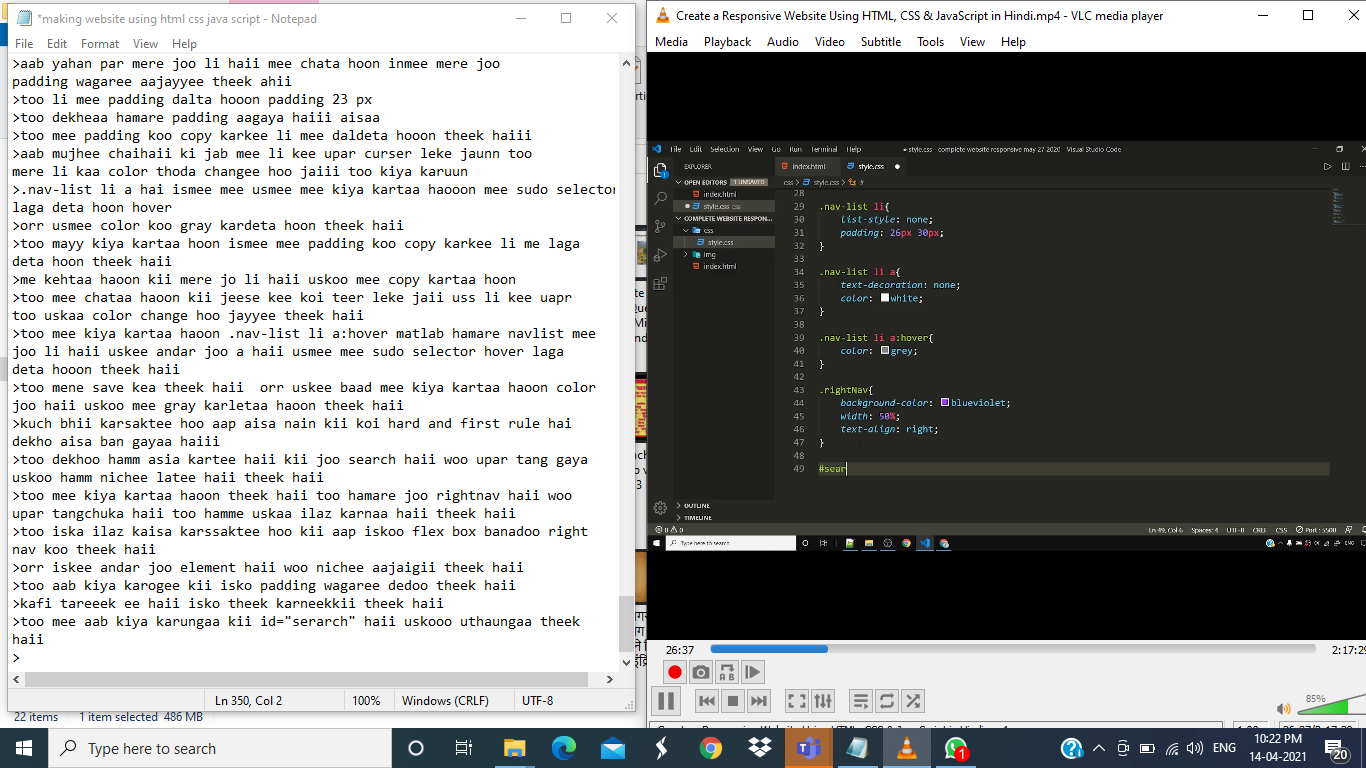 *making website using html css java script - Notepad
File Edit Format View Help
>aab yahan par mere joo li haii mee chata hoon inmee mere joo
padding wagaree aajayyee theek ahii
>too li mee padding dalta hooon padding 23 px
>too dekheaa hamare padding aagaya haiii aisaa
>too mee padding koo copy karkee li mee daldeta hooon theek haiii
>aab mujhee chaihaii ki jab mee li kee upar curser leke jaunn too
mere li kaa color thoda changee hoo jaiii too kiya karuun
>.nav-list li a hai ismee mee usmee mee kiya kartaa haooon mee sudo selector
laga deta hoon hover
>orr usmee color koo gray kardeta hoon theek haii
>too mayy kiya kartaa hoon ismee mee padding koo copy karkee li me laga
deta hoon theek haii
>me kehtaa haoon kii mere jo li haii uskoo mee copy kartaa hoon
>too mee chataa haoon kii jeese kee koi teer leke jaii uss li kee uapr
too uskaa color change hoo jayyee theek haii
>too mee kiya kartaa haoon .nav-list li a:hover matlab hamare navlist mee
joo li haii uskee andar joo a haii usmee mee sudo selector hover laga
deta hooon theek haii
>too mene save kea theek haii  orr uskee baad mee kiya kartaa haoon color
joo haii uskoo mee gray karletaa haoon theek haii
>kuch bhii karsaktee hoo aap aisa nain kii koi hard and first rule hai
dekho aisa ban gayaa haiii
>too dekhoo hamm asia kartee haii kii joo search haii woo upar tang gaya
uskoo hamm nichee latee haii theek haii
>too mee kiya kartaa haoon theek haii too hamare joo rightnav haii woo
upar tangchuka haii too hamme uskaa ilaz karnaa haii theek haii
>too iska ilaz kaisa karssaktee hoo kii aap iskoo flex box banadoo right
nav koo theek haii
>orr iskee andar joo element haii woo nichee aajaigii theek haii
>too aab kiya karogee kii isko padding wagaree dedoo theek haii
>kafi tareeek ee haii isko theek karneekkii theek haii
>too mee aab kiya karungaa kii id="serarch" haii uskooo uthaungaa theek
haii
>
Ln 350, Col 2 100% Windows (CRLF) UTF-8
22 items 1 item selected 486 MB
Create a Responsive Website Using HTML, CSS & JavaScript in Hindi.mp4 - VLC media player
Media Playback Audio Video Subtitle Tools View Help
File Edit Selection View Go Run Terminal Help
● style.css - complete website responsive may 27 2020 - Visual Studio Code
EXPLORER
OPEN EDITORS 1 UNSAVED
index.html
style.css css
COMPLETE WEBSITE RESPON...
css
style.css
img
index.html
OUTLINE
TIMELINE
index.html style.css
css > style.css > #
28
29 .nav-list li{
30 list-style: none;
31 padding: 26px 30px;
32 }
33
34 .nav-list li a{
35 text-decoration: none;
36 color: white;
37 }
38
39 .nav-list li a:hover{
40 color: grey;
41 }
42
43 .rightNav{
44 background-color: blueviolet;
45 width: 50%;
46 text-align: right;
47 }
48
49 #sear
Ln 49, Col 6 Spaces: 4 UTF-8 CRLF CSS Port : 5500
Type here to search
ENG
26:37 2:17:29
85%
Type here to search
1
ENG
10:22 PM
14-04-2021
20